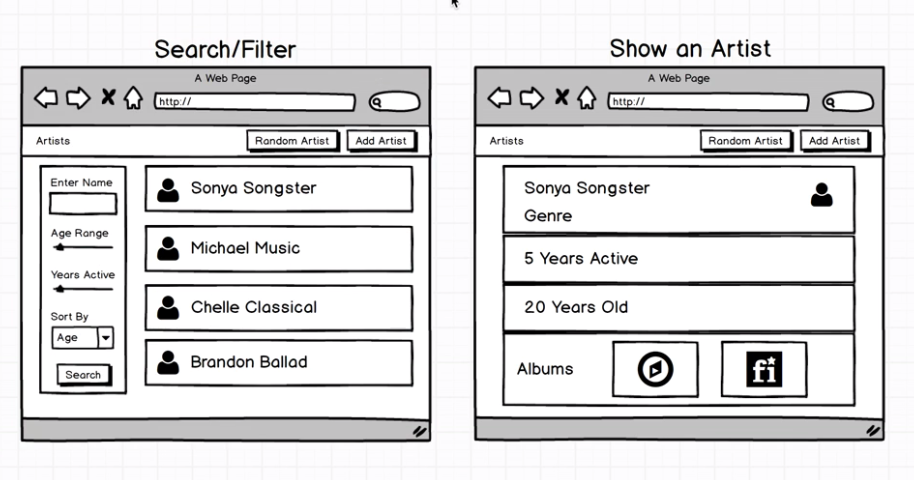 Search/Filter
A Web Page
http://
Artists
Random Artist
Add Artist
Enter Name
Age Range
Years Active
Sort By
Age
Search
Sonya Songster
Michael Music
Chelle Classical
Brandon Ballad
Show an Artist
A Web Page
http://
Artists
Random Artist
Add Artist
Sonya Songster
Genre
5 Years Active
20 Years Old
Albums
fi